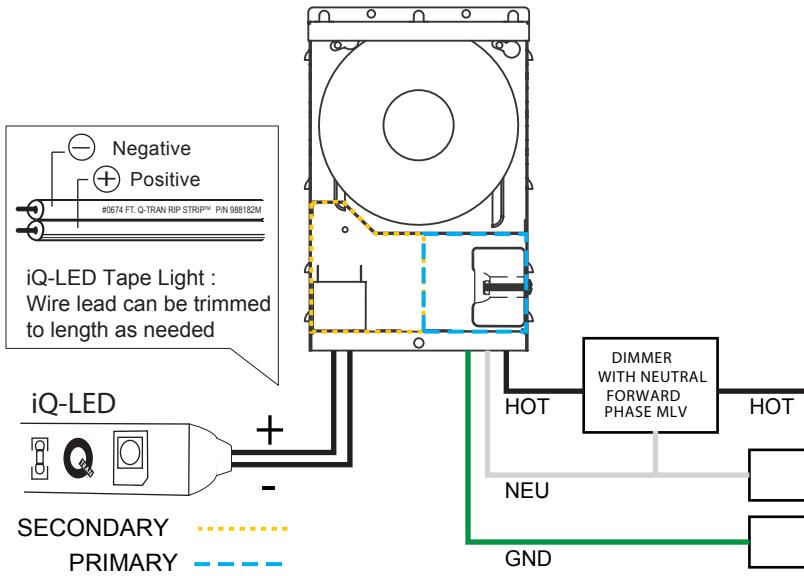 Negative
Positive
#0674 FT. Q-TRAN RIP STRIP™ P/N 988182M
iQ-LED Tape Light :
Wire lead can be trimmed
to length as needed
iQ-LED
+
-
SECONDARY
PRIMARY
HOT
DIMMER
WITH NEUTRAL
FORWARD
PHASE MLV
HOT
NEU
GND